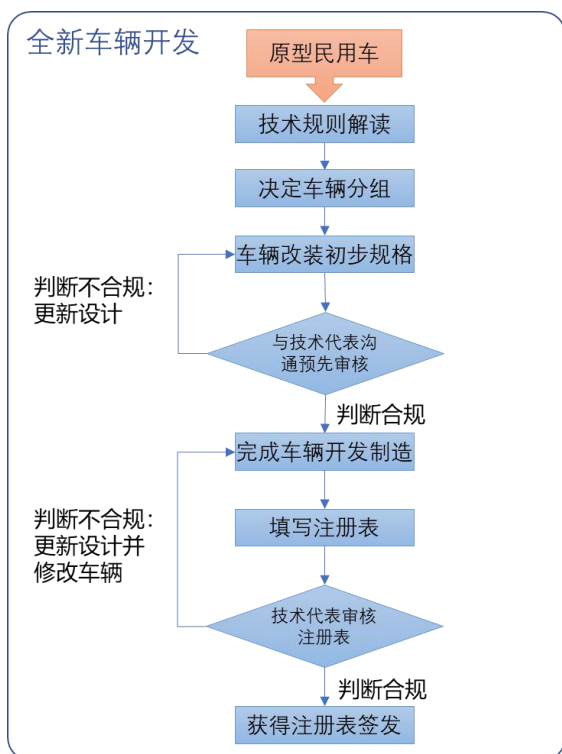 全新车辆开发
原型民用车
技术规则解读
决定车辆分组
车辆改装初步规格
判断不合规：
更新设计
与技术代表沟
通预先审核
判断合规
完成车辆开发制造
判断不合规：
更新设计并
修改车辆
填写注册表
技术代表审核
注册表
判断合规
获得注册表签发